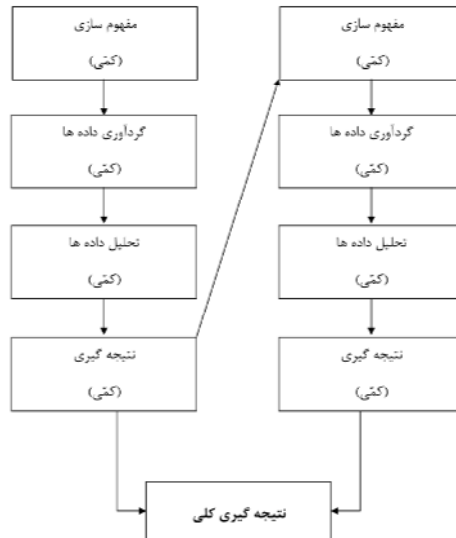 مفهوم سازی
(کمّی)
گردآوری داده ها
(کمّی)
تحلیل داده ها
(کمّی)
نتیجه گیری
(کمّی)
مفهوم سازی
(کمّی)
گردآوری داده ها
(کمّی)
تحلیل داده ها
(کمّی)
نتیجه گیری
(کمّی)
نتیجه گیری کلی